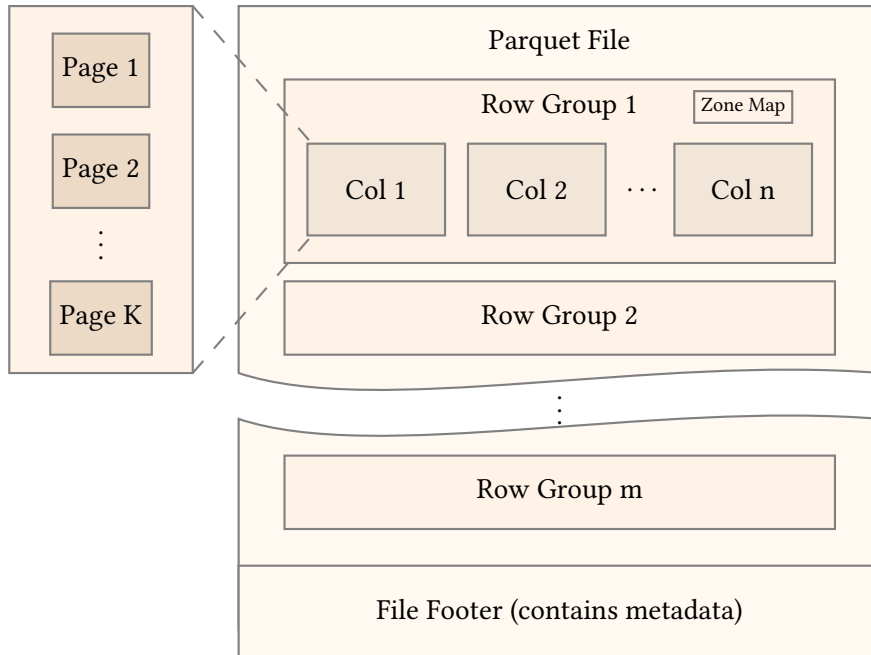 Page 1
Page 2
⋮
Page K
Parquet File
Row Group 1
Zone Map
Col 1
Col 2
···
Col n
Row Group 2
⋮
Row Group m
File Footer (contains metadata)